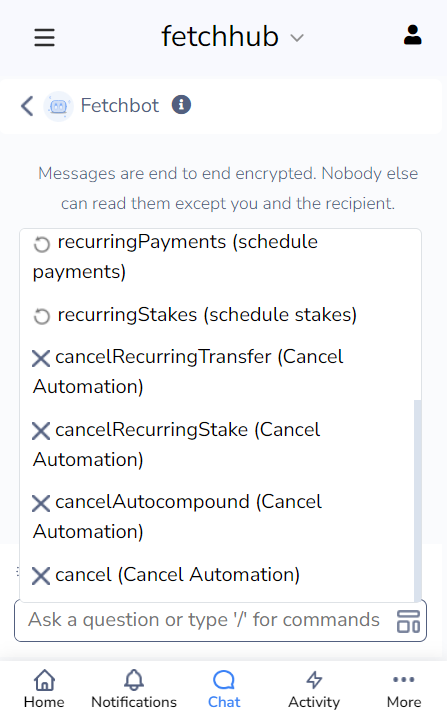 fetchhub
Fetchbot
Messages are end to end encrypted. Nobody else
can read them except you and the recipient.
recurringPayments (schedule
payments)
recurringStakes (schedule stakes)
cancelRecurringTransfer (Cancel
Automation)
cancelRecurringStake (Cancel
Automation)
cancelAutocompound (Cancel
Automation)
cancel (Cancel Automation)
Ask a question or type '/' for commands
Home Notifications Chat Activity More